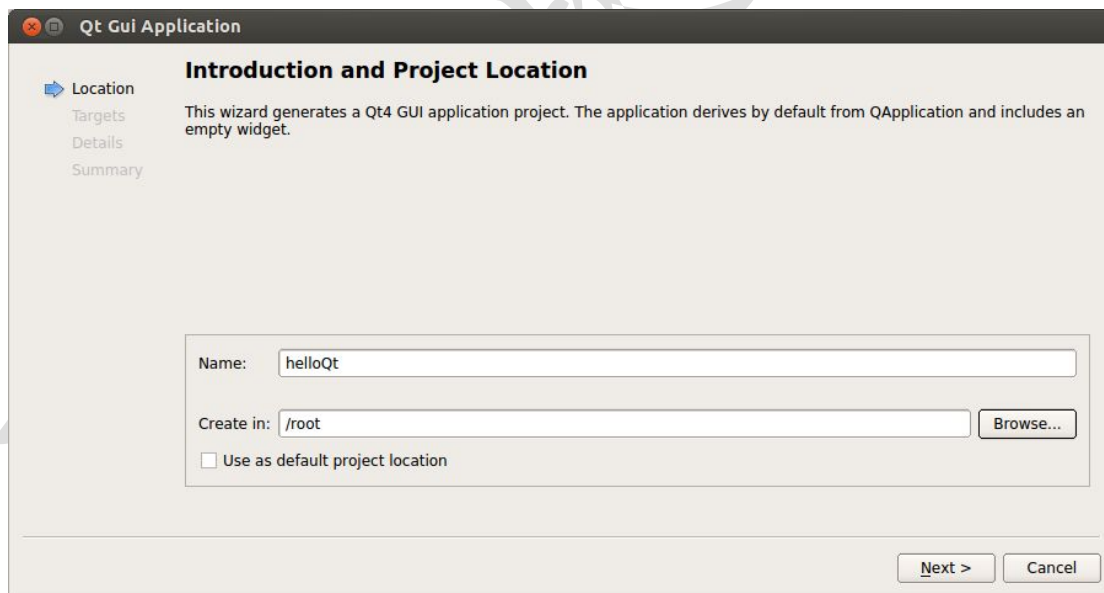 Qt Gui Application
Location
Targets
Details
Summary
Introduction and Project Location
This wizard generates a Qt4 GUI application project. The application derives by default from QApplication and includes an
empty widget.
Name: helloQt
Create in: /root Browse...
Use as default project location
Next > Cancel